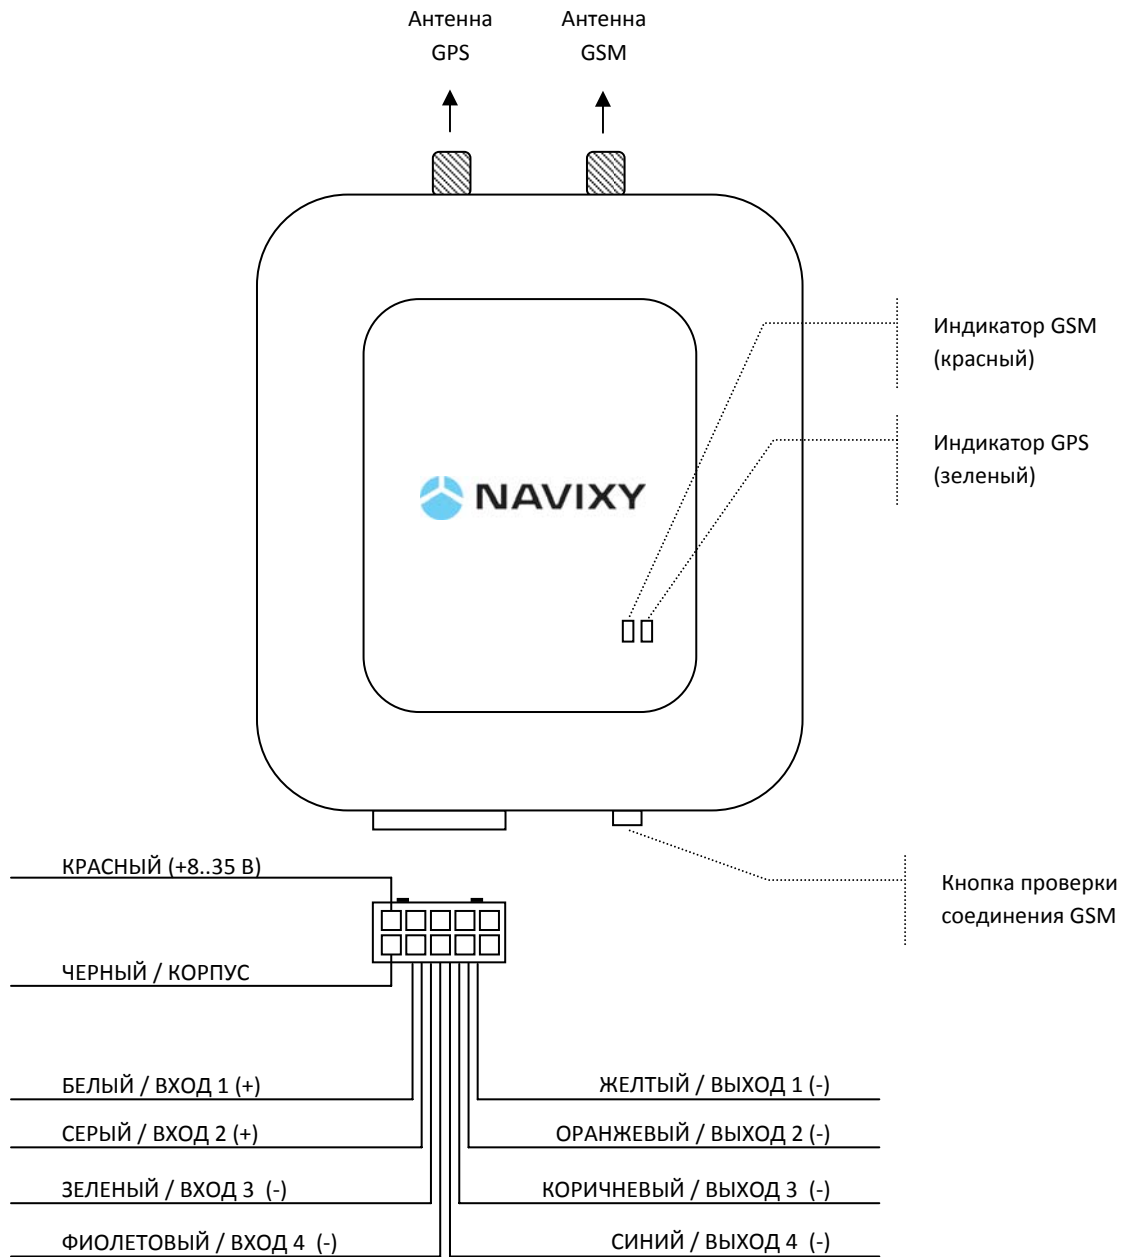 Антенна
GPS
Антенна
GSM
Индикатор GSM
(красный)
Индикатор GPS
(зеленый)
NAVIXY
КРАСНЫЙ (+8..35 В)
Кнопка проверки
соединения GSM
ЧЕРНЫЙ / КОРПУС
БЕЛЫЙ / ВХОД 1 (+)
ЖЕЛТЫЙ / ВЫХОД 1 (-)
СЕРЫЙ / ВХОД 2 (+)
ОРАНЖЕВЫЙ / ВЫХОД 2 (-)
ЗЕЛЕНЫЙ / ВХОД 3 (-)
КОРИЧНЕВЫЙ / ВЫХОД 3 (-)
ФИОЛЕТОВЫЙ / ВХОД 4 (-)
СИНИЙ / ВЫХОД 4 (-)